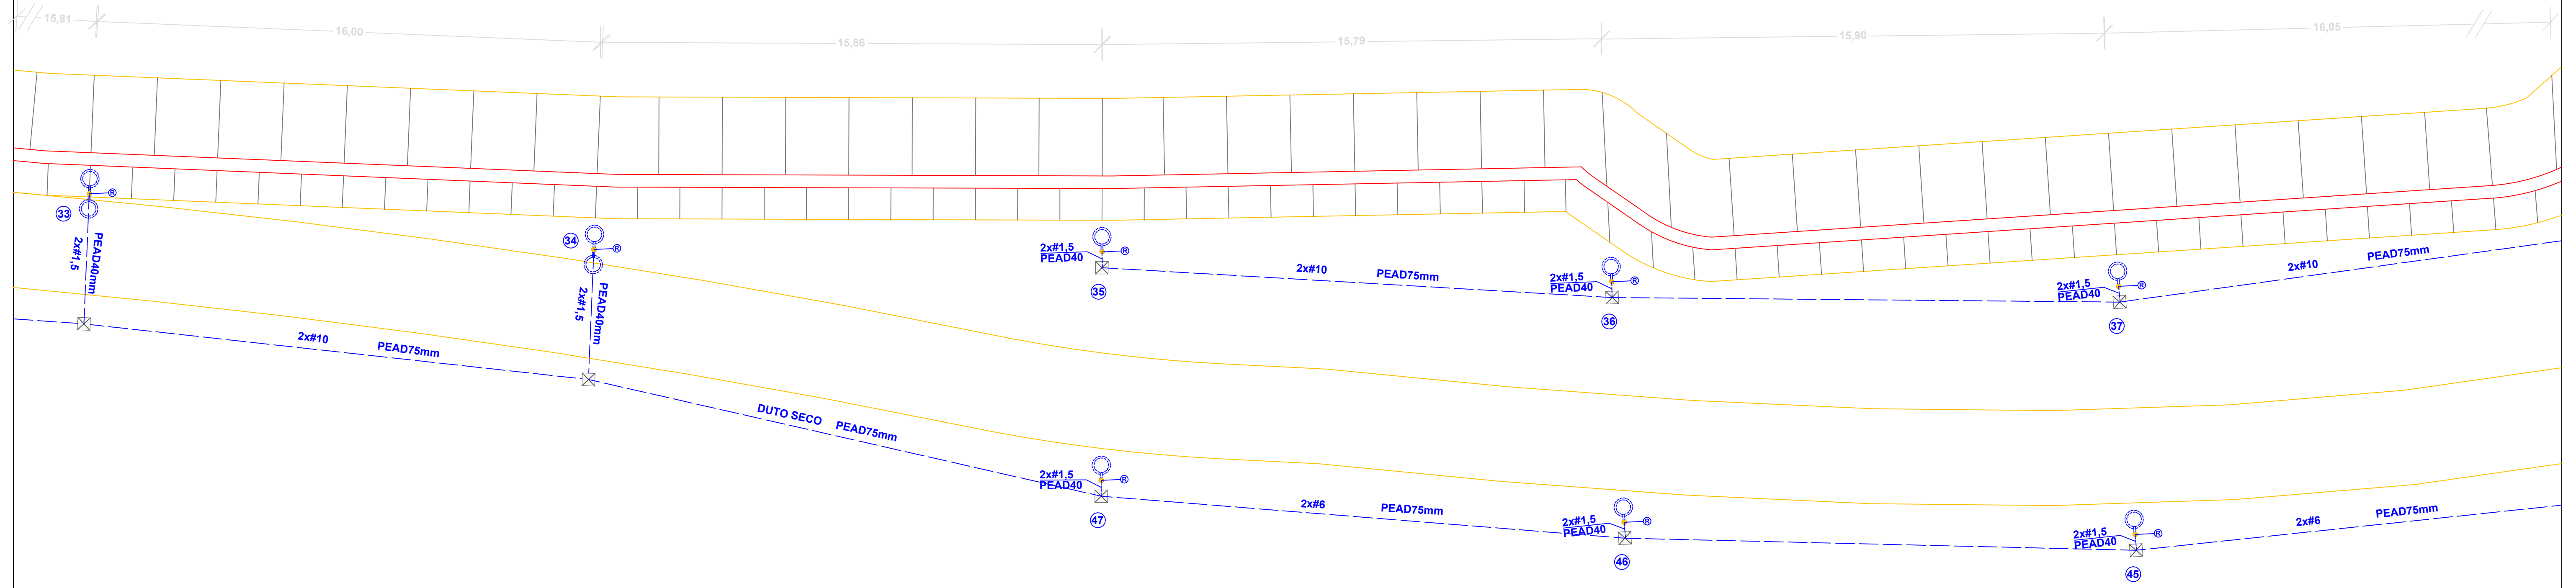 15,81
16,00
15,86
15,79
15,90
16,05
®
33
2x#1,5
PEAD40mm
34
®
2x#1,5
PEAD40mm
2x#1,5
PEAD40
®
35
2x#10 PEAD75mm
2x#1,5
PEAD40
®
36
2x#1,5
PEAD40
®
37
2x#10 PEAD75mm
2x#10 PEAD75mm
DUTO SECO PEAD75mm
2x#1,5
PEAD40
®
47
2x#6 PEAD75mm
2x#1,5
PEAD40
®
46
2x#1,5
PEAD40
®
45
2x#6 PEAD75mm